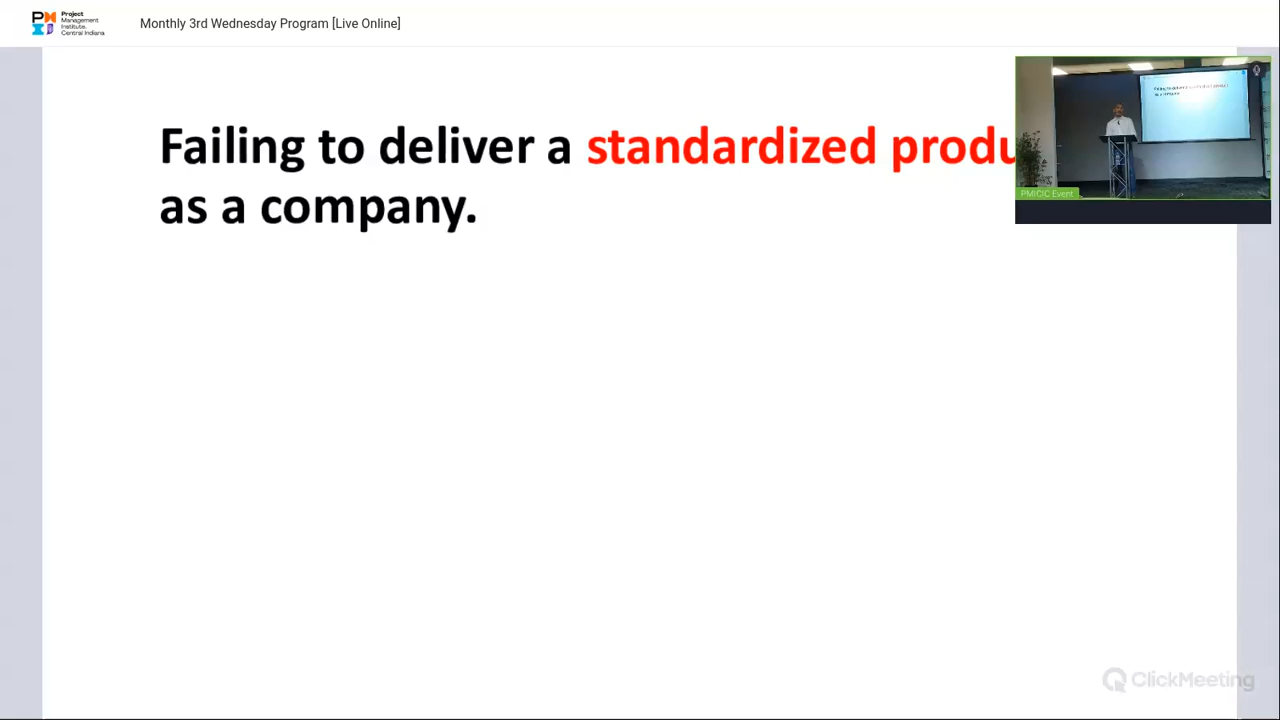 Project
Management
Institute.
Central Indiana
Monthly 3rd Wednesday Program [Live Online]
Failing to deliver a standardized produ
as a company.
PMICIC Event
ClickMeeting